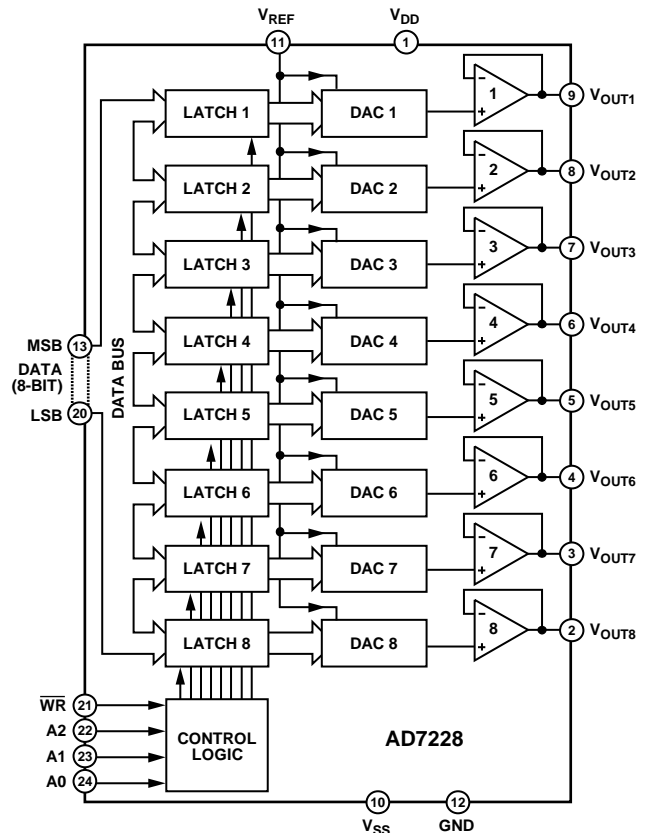 VREF
VDD
11
1
LATCH 1
DAC 1
−
+
1
9
VOUT1
LATCH 2
DAC 2
−
+
2
8
VOUT2
LATCH 3
DAC 3
−
+
3
7
VOUT3
MSB
13
LATCH 4
DAC 4
−
+
4
6
VOUT4
DATA
(8-BIT)
DATA BUS
LSB
20
LATCH 5
DAC 5
−
+
5
5
VOUT5
LATCH 6
DAC 6
−
+
6
4
VOUT6
LATCH 7
DAC 7
−
+
7
3
VOUT7
LATCH 8
DAC 8
−
+
8
2
VOUT8
W̅R̅
21
A2
22
A1
23
A0
24
CONTROL
LOGIC
AD7228
10
12
VSS
GND